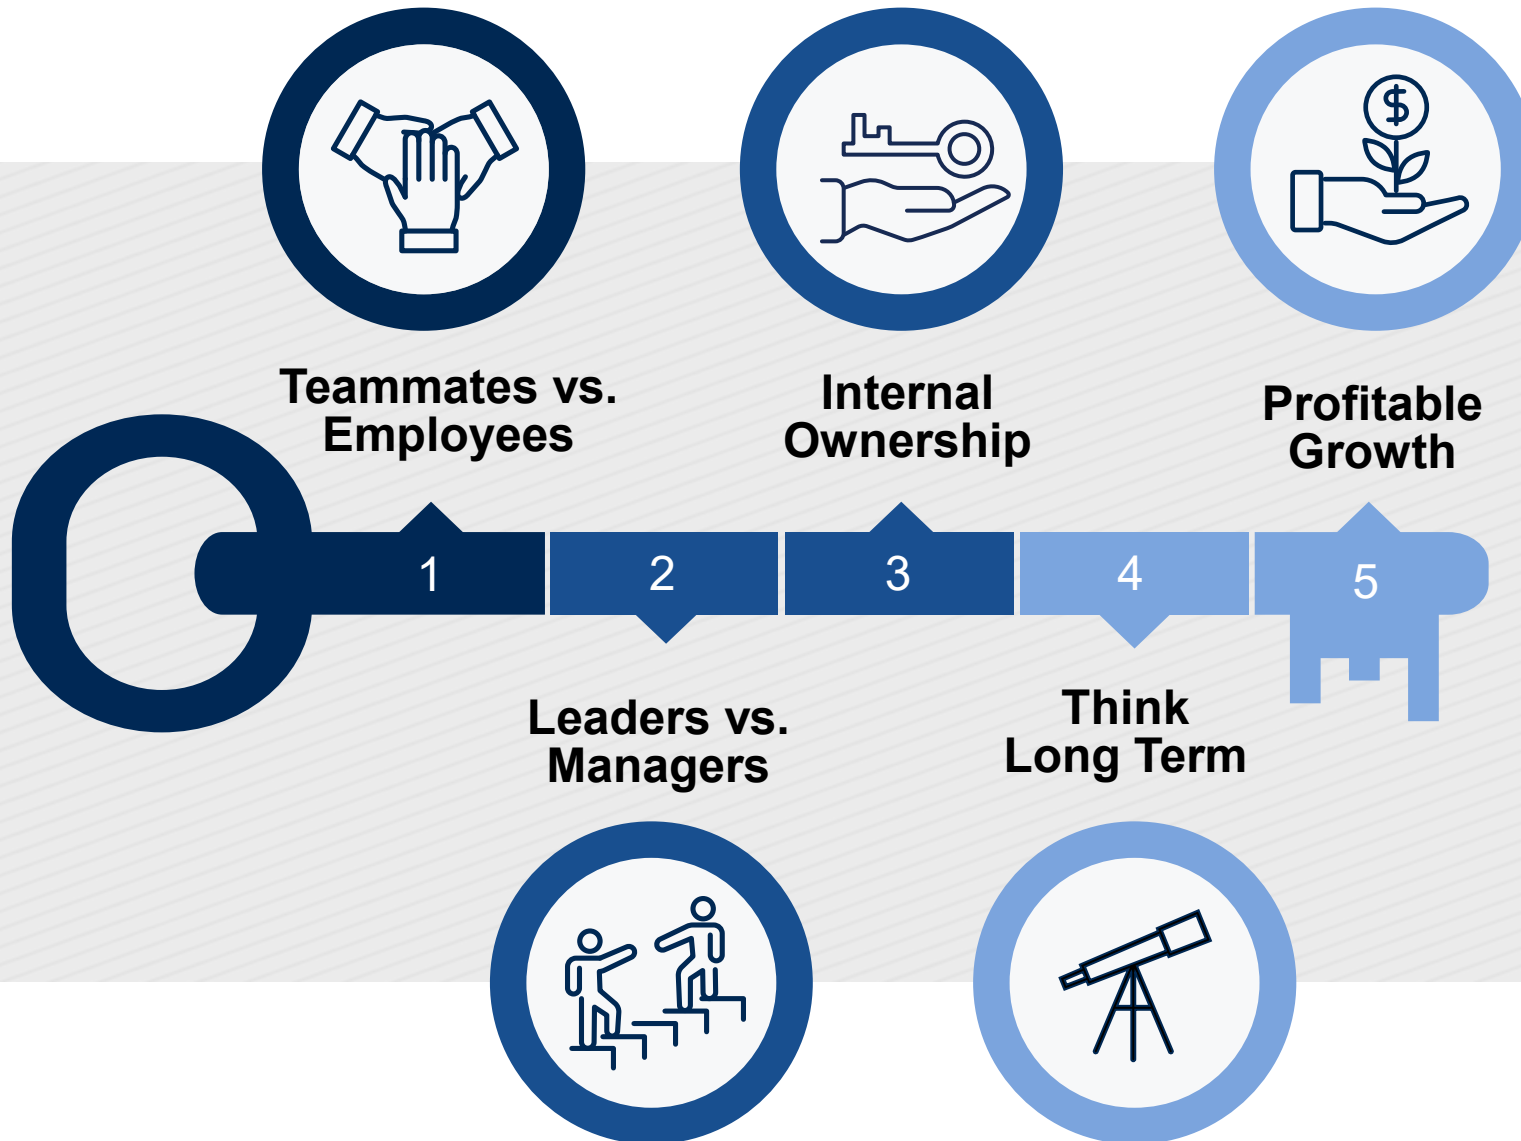 Teammates vs.
Employees
Internal
Ownership
Profitable
Growth
1
2
3
4
5
Leaders vs.
Managers
Think
Long Term
$